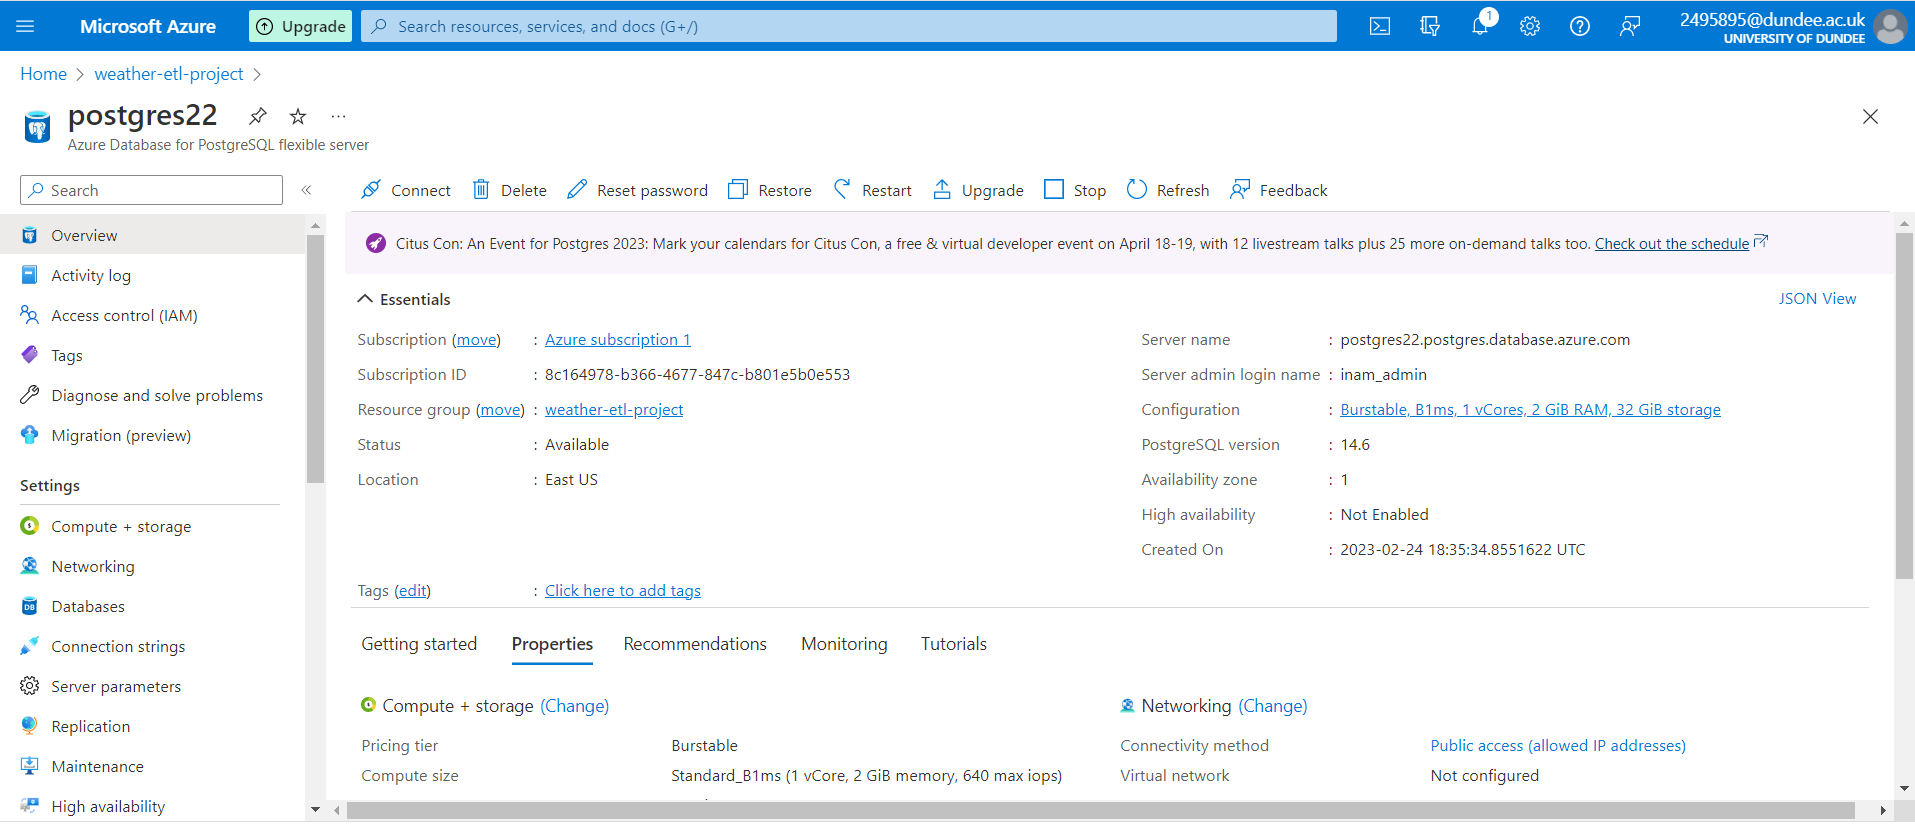 Microsoft Azure
Upgrade
Search resources, services, and docs (G+/)
1
2495895@dundee.ac.uk
UNIVERSITY OF DUNDEE
Home > weather-etl-project >
postgres22
...
Azure Database for PostgreSQL flexible server
Search
«
Connect
Delete
Reset password
Restore
Restart
Upgrade
Stop
Refresh
Feedback
Overview
Activity log
Access control (IAM)
Tags
Diagnose and solve problems
Migration (preview)
Settings
Compute + storage
Networking
Databases
Connection strings
Server parameters
Replication
Maintenance
High availability
Citus Con: An Event for Postgres 2023: Mark your calendars for Citus Con, a free & virtual developer event on April 18-19, with 12 livestream talks plus 25 more on-demand talks too. Check out the schedule
Essentials
JSON View
Subscription (move) : Azure subscription 1
Subscription ID : 8c164978-b366-4677-847c-b801e5b0e553
Resource group (move) : weather-etl-project
Status : Available
Location : East US
Server name : postgres22.postgres.database.azure.com
Server admin login name : inam_admin
Configuration : Burstable, B1ms, 1 vCores, 2 GiB RAM, 32 GiB storage
PostgreSQL version : 14.6
Availability zone : 1
High availability : Not Enabled
Created On : 2023-02-24 18:35:34.8551622 UTC
Tags (edit) : Click here to add tags
Getting started
Properties
Recommendations
Monitoring
Tutorials
Compute + storage (Change)
Pricing tier Burstable
Compute size Standard_B1ms (1 vCore, 2 GiB memory, 640 max iops)
Networking (Change)
Connectivity method Public access (allowed IP addresses)
Virtual network Not configured